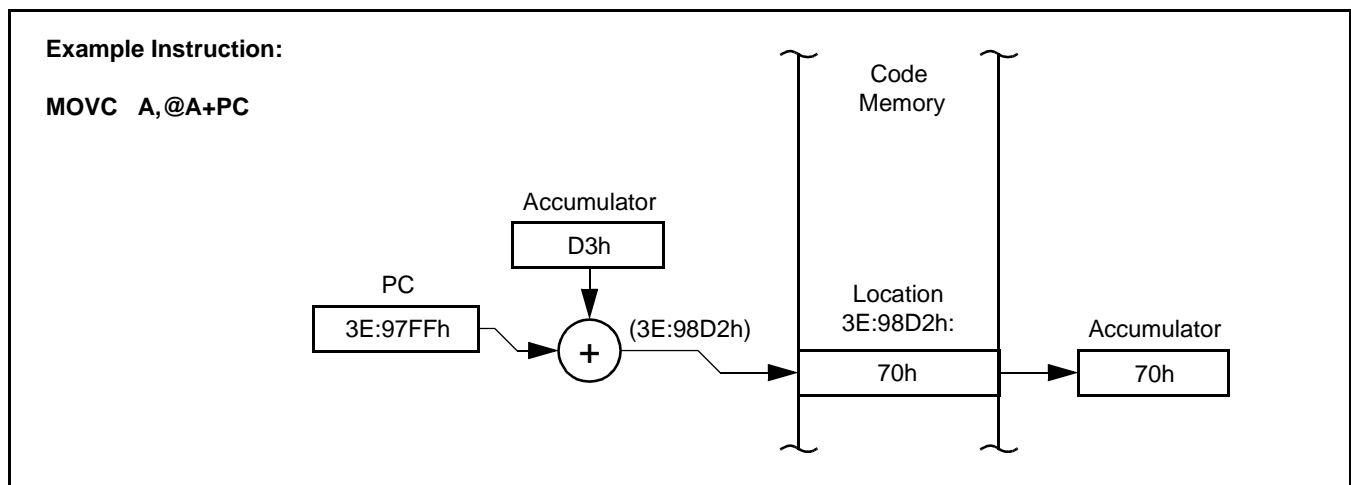 Example Instruction:
MOVC A,@A+PC
Code
Memory
Accumulator
D3h
PC
3E:97FFh
+
(3E:98D2h)
Location
3E:98D2h:
70h
Accumulator
70h